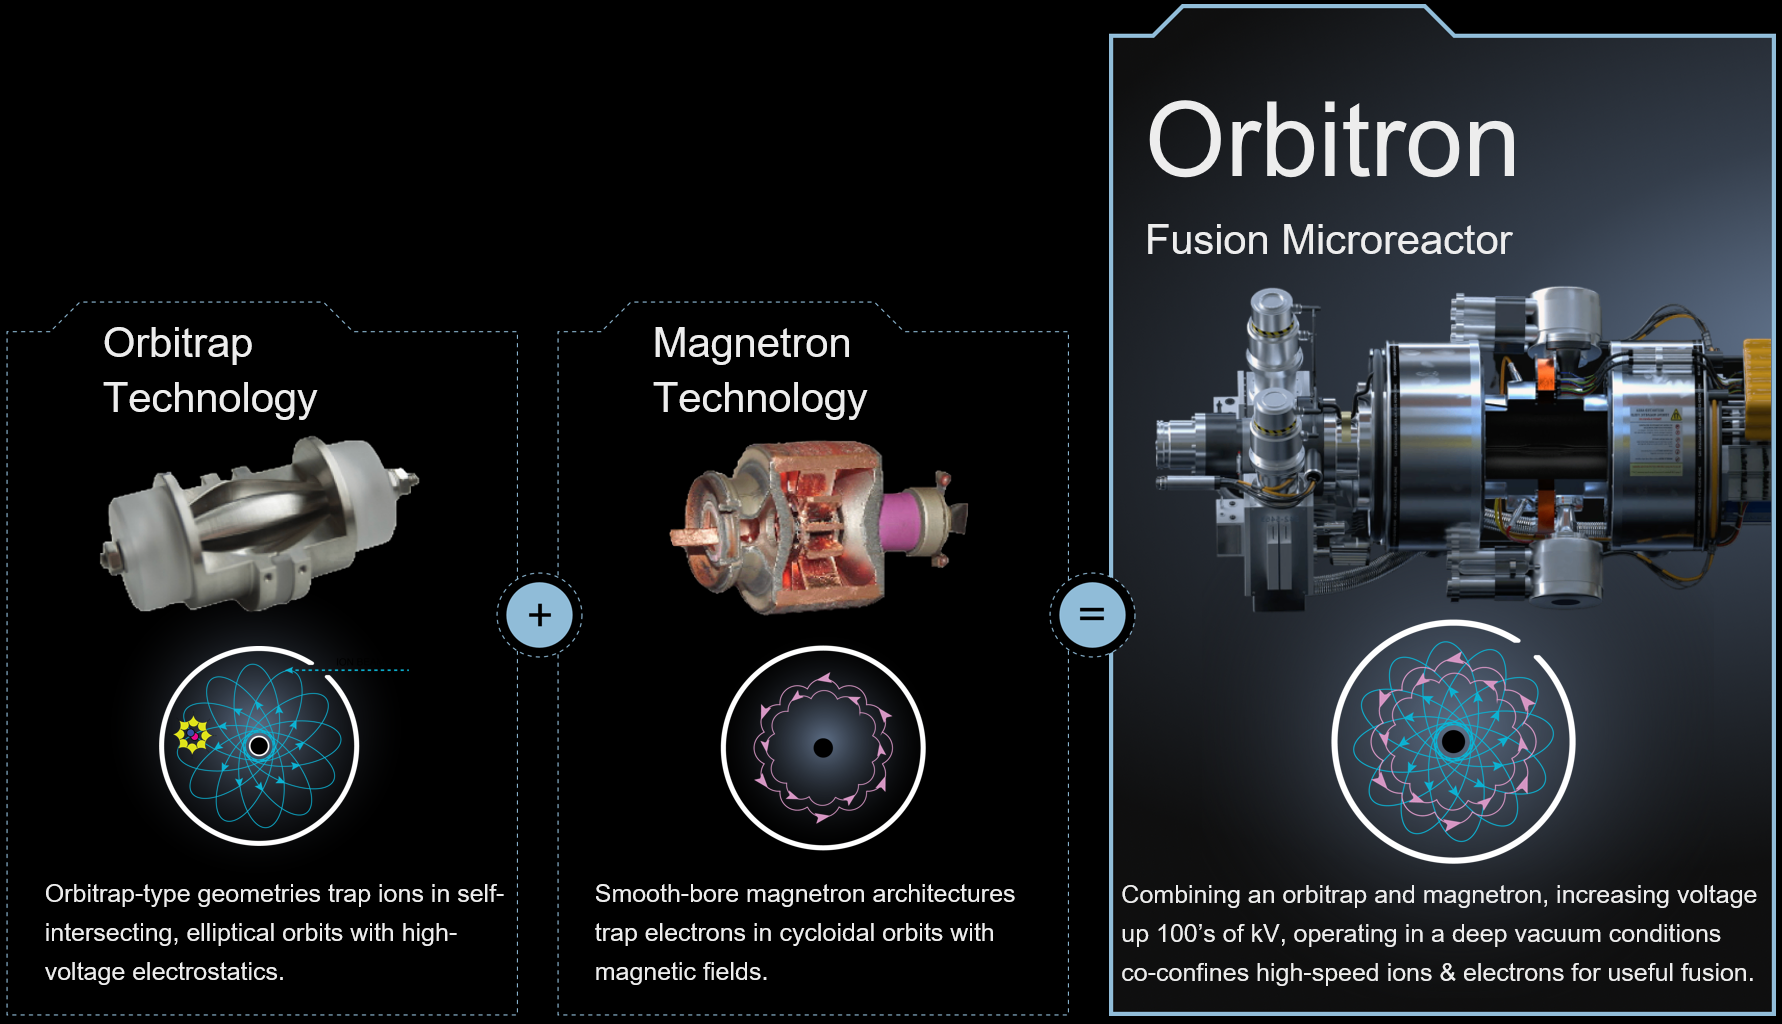 Orbitrap
Technology
+
Orbitrap-type geometries trap ions in self-
intersecting, elliptical orbits with high-
voltage electrostatics.
Magnetron
Technology
=
Smooth-bore magnetron architectures
trap electrons in cycloidal orbits with
magnetic fields.
Orbitron
Fusion Microreactor
Combining an orbitrap and magnetron, increasing voltage
up 100’s of kV, operating in a deep vacuum conditions
co-confines high-speed ions & electrons for useful fusion.